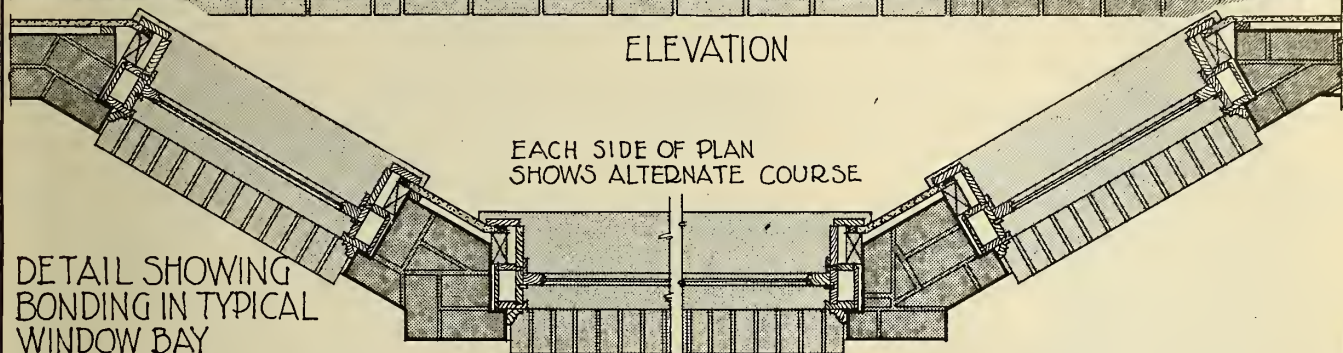 ELEVATION
EACH SIDE OF PLAN
SHOWS ALTERNATE COURSE
DETAIL SHOWING
BONDING IN TYPICAL
WINDOW BAY